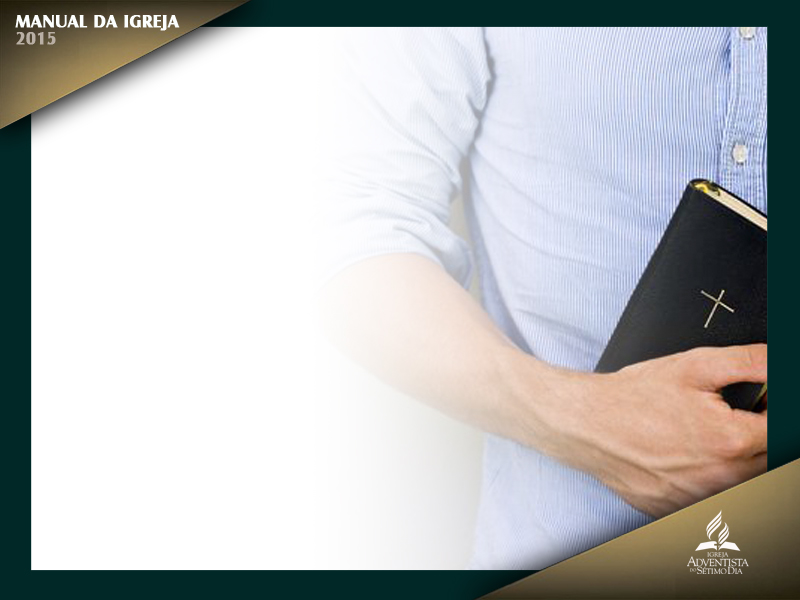 MANUAL DA IGREJA
2015
IGREJA
ADVENTISTA
DO SÉTIMO DIA